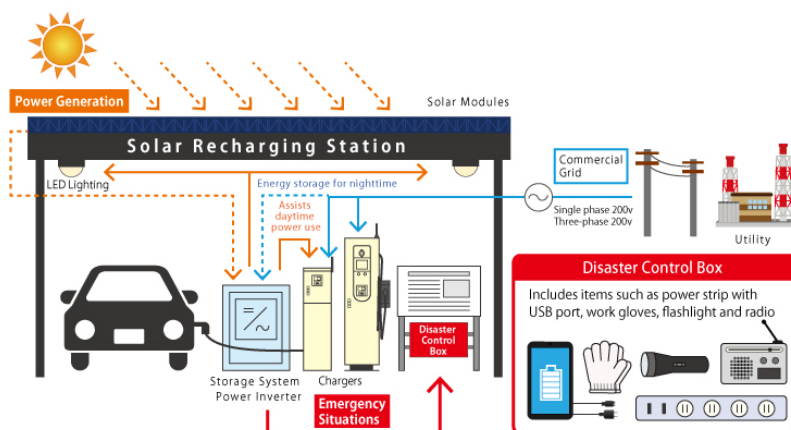 Power Generation
Solar Modules
Solar Recharging Station
LED Lighting
Energy storage for nighttime
Assists
daytime
power use
Commercial
Grid
Single phase 200v
Three-phase 200v
Utility
Disaster Control Box
Includes items such as power strip with
USB port, work gloves, flashlight and radio
Disaster
Control
Box
Storage System
Power Inverter
Chargers
Emergency
Situations